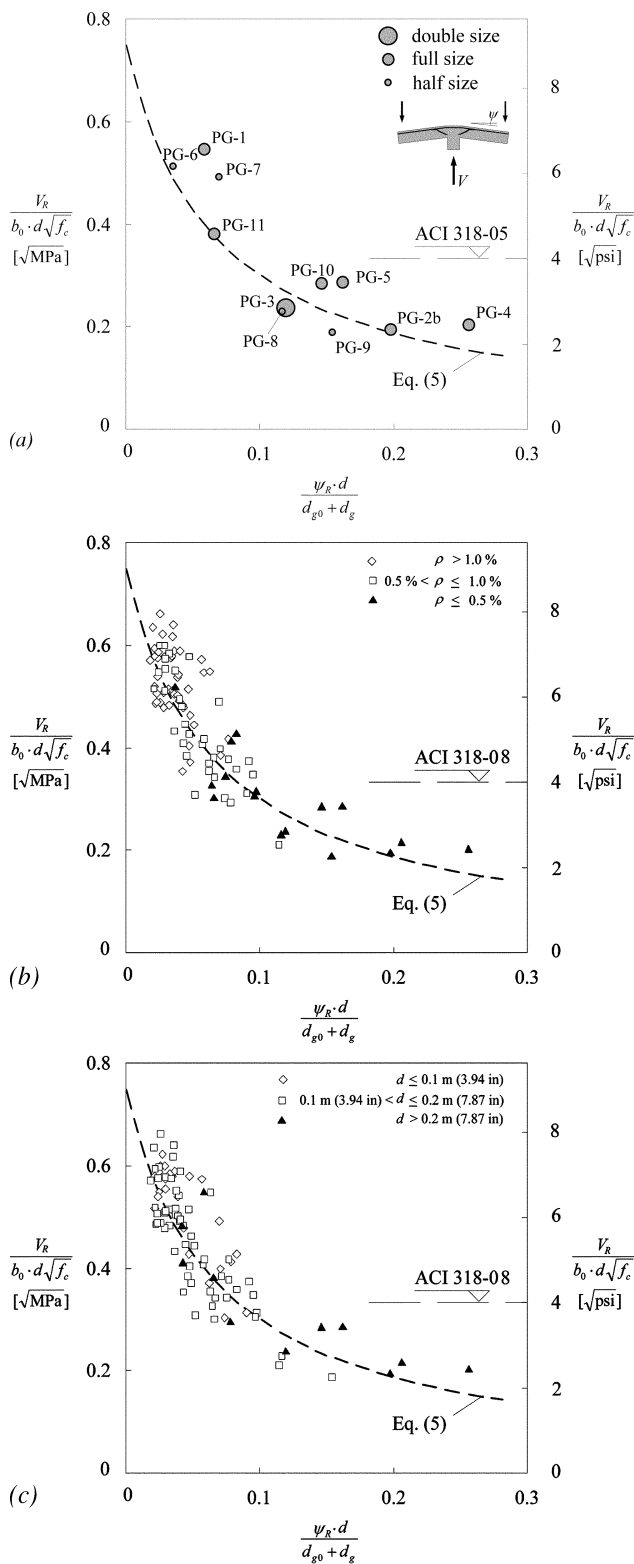 0.8
double size
full size
half size
8
ψ
PG-1
0.6
PG-6
PG-7
6
V
V_R
b_0 · d√f_c
[√MPa]
0.4
PG-11
ACI 318-05
4
V_R
b_0 · d√f_c
[√psi]
PG-10
PG-5
PG-3
PG-2b
PG-4
0.2
PG-8
PG-9
2
Eq. (5)
0
0
(a)
0
0.1
0.2
0.3
ψ_R · d
d_g0 + d_g
0.8
ρ > 1.0 %
0.5 % < ρ ≤ 1.0 %
ρ ≤ 0.5 %
8
0.6
6
V_R
b_0 · d√f_c
[√MPa]
0.4
ACI 318-08
4
V_R
b_0 · d√f_c
[√psi]
0.2
2
Eq. (5)
0
0
(b)
0
0.1
0.2
0.3
ψ_R · d
d_g0 + d_g
0.8
d ≤ 0.1 m (3.94 in)
0.1 m (3.94 in) < d ≤ 0.2 m (7.87 in)
d > 0.2 m (7.87 in)
8
0.6
6
V_R
b_0 · d√f_c
[√MPa]
0.4
ACI 318-08
4
V_R
b_0 · d√f_c
[√psi]
0.2
2
Eq. (5)
0
0
(c)
0
0.1
0.2
0.3
ψ_R · d
d_g0 + d_g